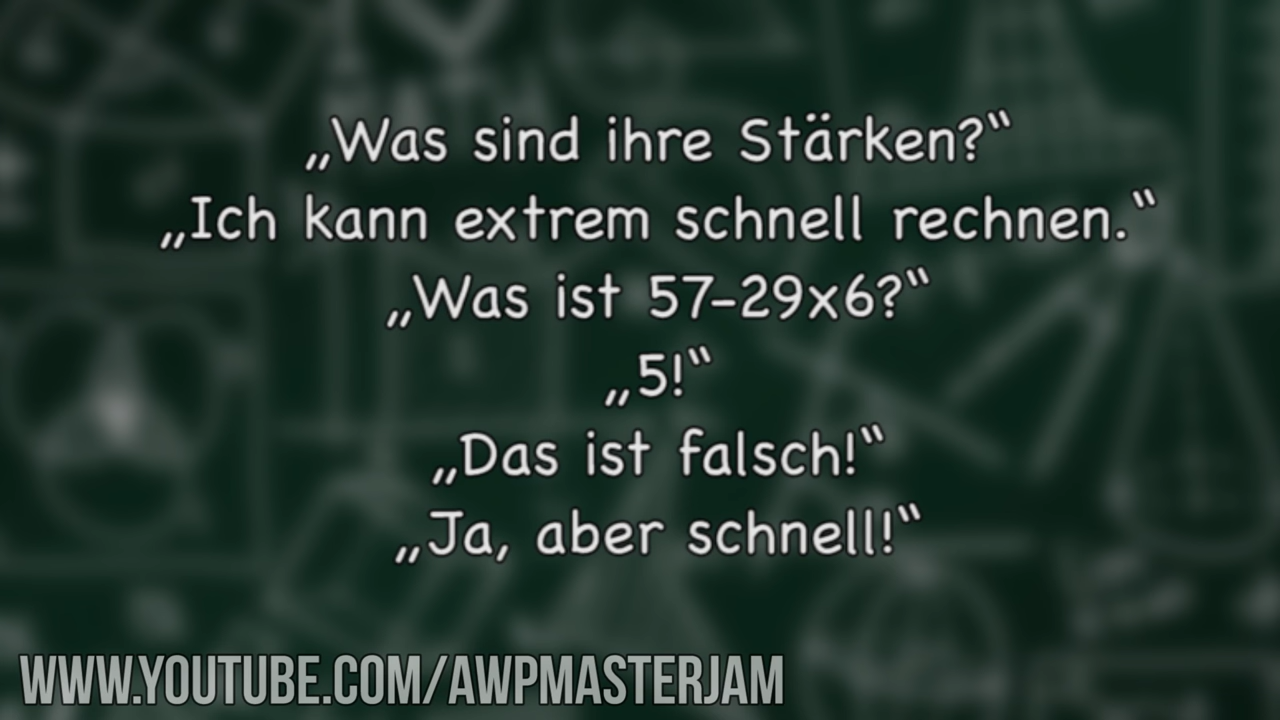 „Was sind ihre Stärken?“
„Ich kann extrem schnell rechnen.“
„Was ist 57-29x6?“
„5!“
„Das ist falsch!“
„Ja, aber schnell!“
WWW.YOUTUBE.COM/AWPMASTERJAM